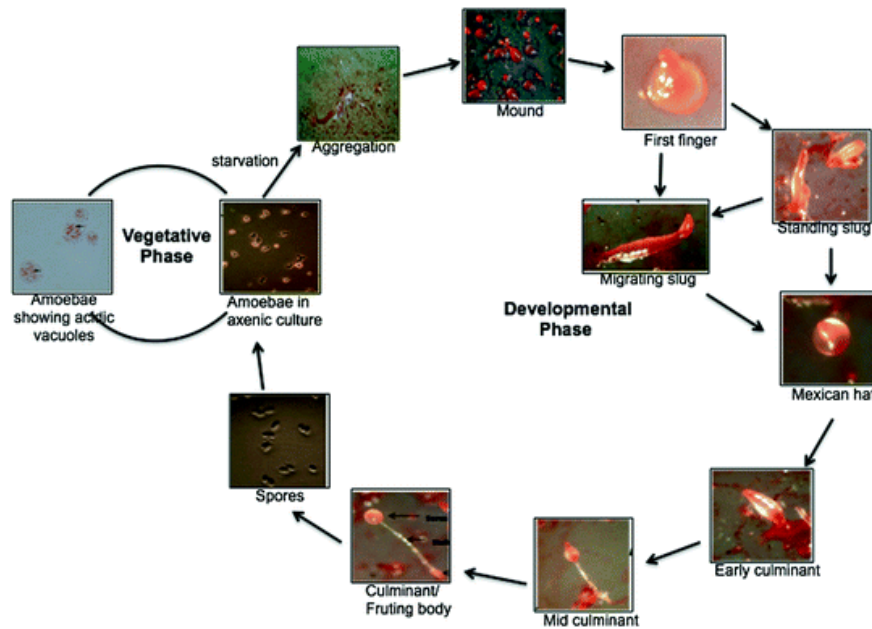 Mound
First finger
Aggregation
starvation
Standing slug
Vegetative
Phase
Migrating slug
Amoebae
showing acidic
vacuoles
Amoebae in
axenic culture
Developmental
Phase
Mexican hat
Spores
Early culminant
Culminant/
Fruting body
Mid culminant